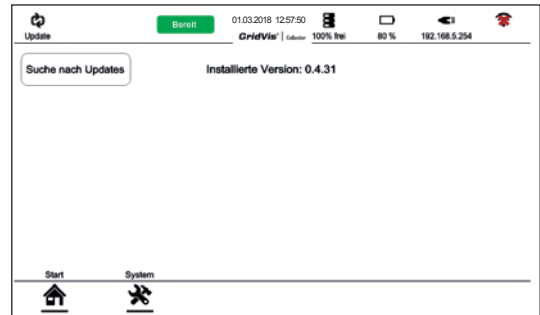 Update
Bereit
01.03.2018 12:57:50
GridVis® | Collector
100% frei
80 %
192.168.5.254
Suche nach Updates
Installierte Version: 0.4.31
Start
System